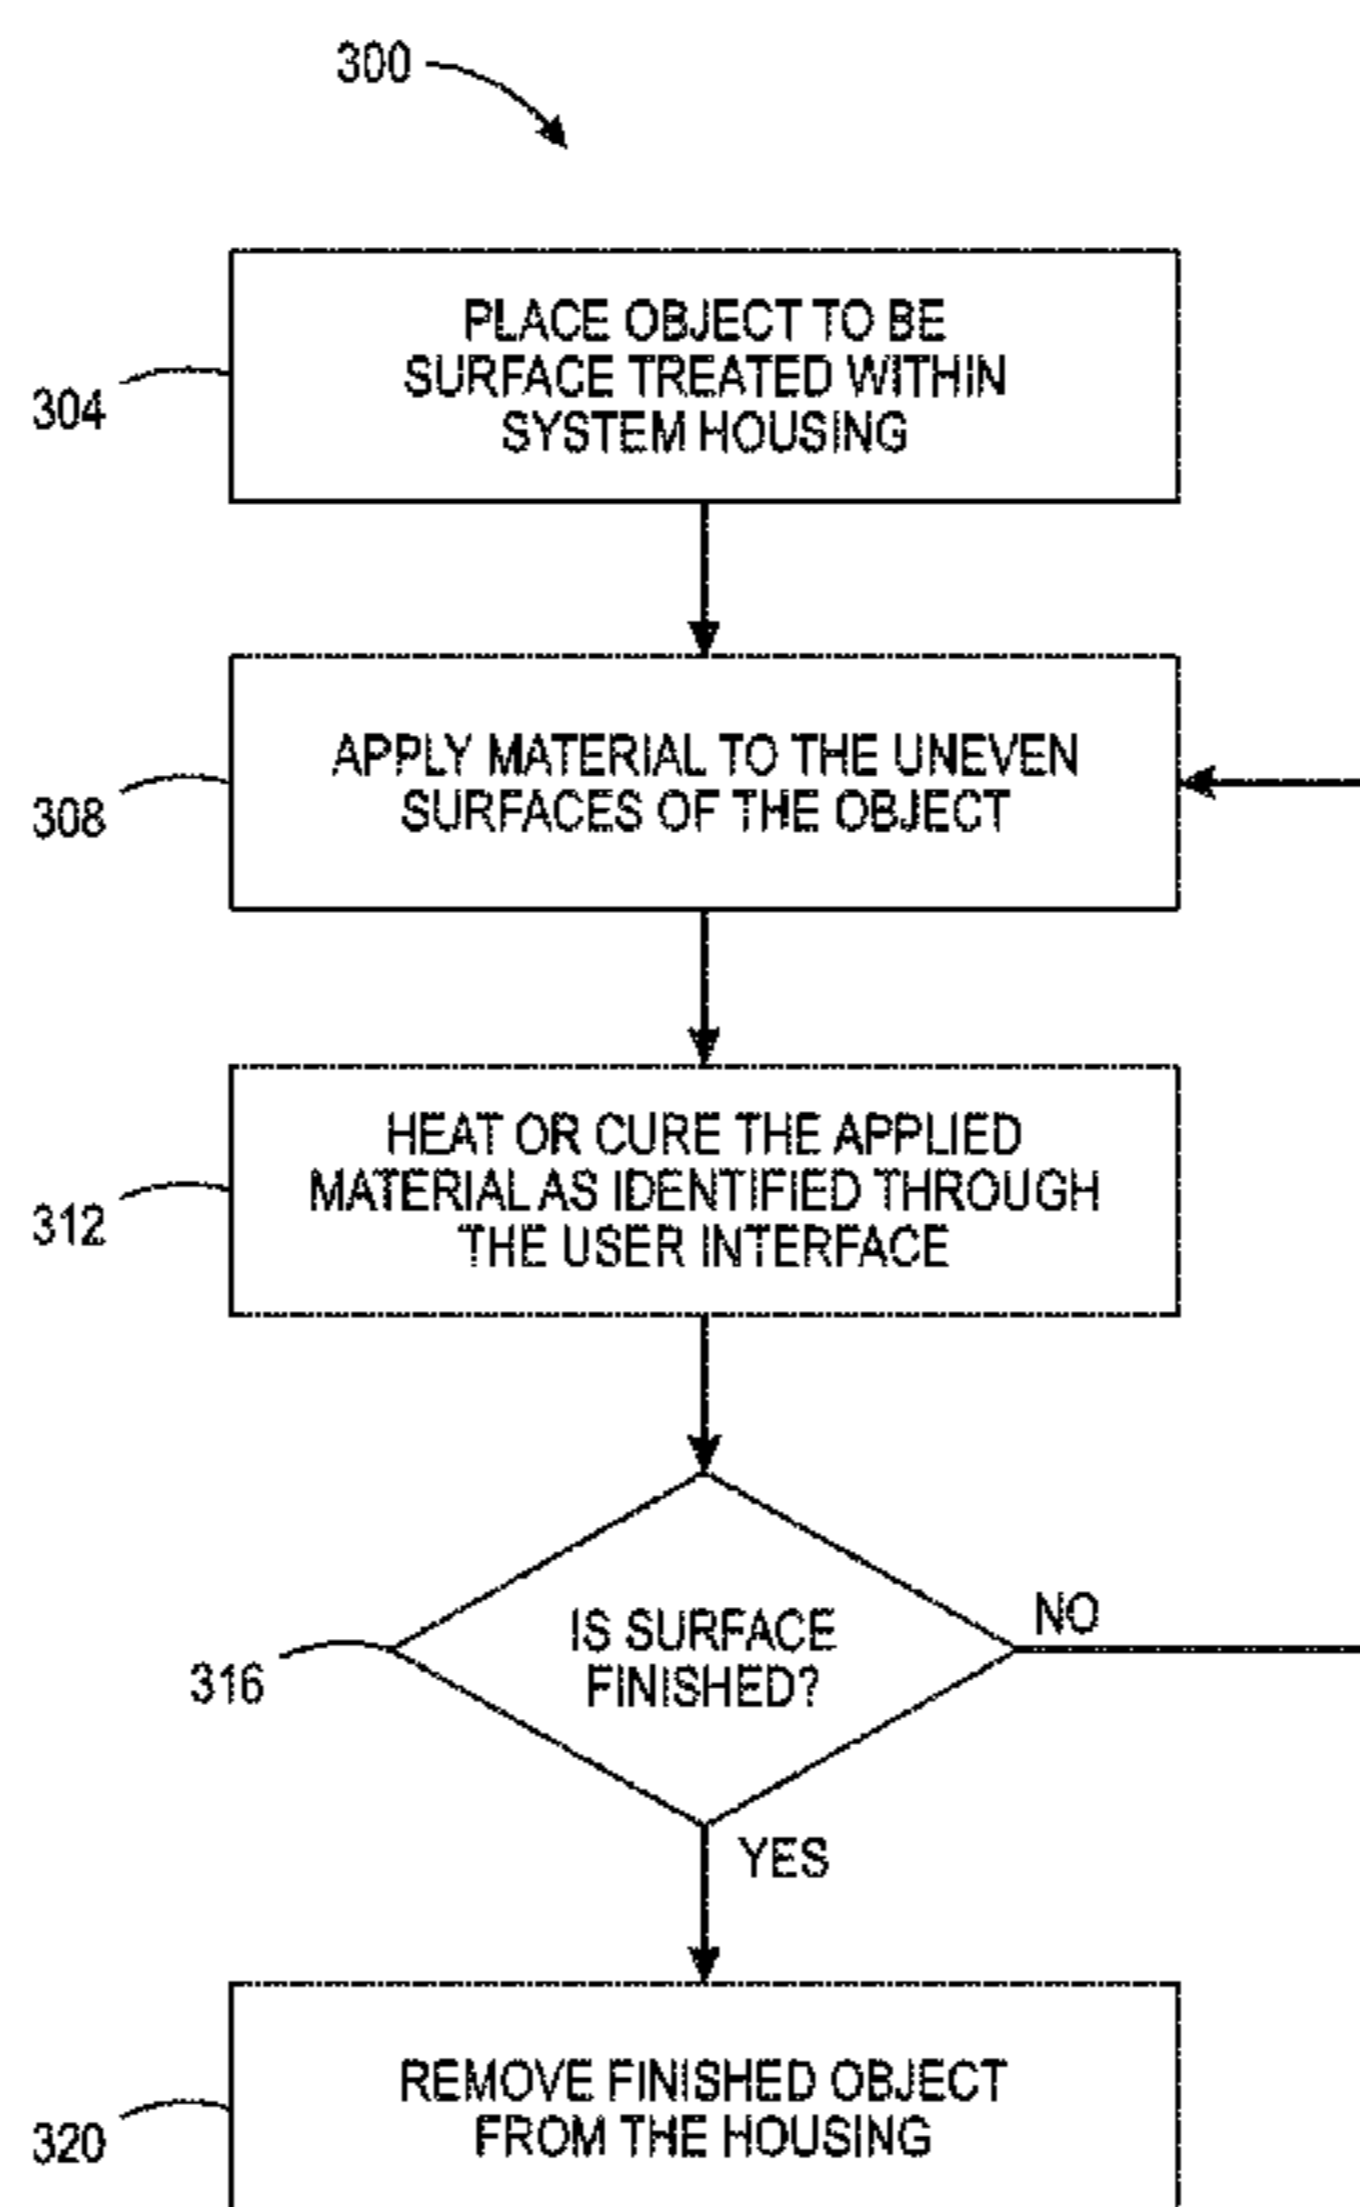 300
PLACE OBJECT TO BE
SURFACE TREATED WITHIN
SYSTEM HOUSING
304
APPLY MATERIAL TO THE UNEVEN
SURFACES OF THE OBJECT
308
HEAT OR CURE THE APPLIED
MATERIAL AS IDENTIFIED THROUGH
THE USER INTERFACE
312
IS SURFACE
FINISHED?
NO
316
YES
REMOVE FINISHED OBJECT
FROM THE HOUSING
320